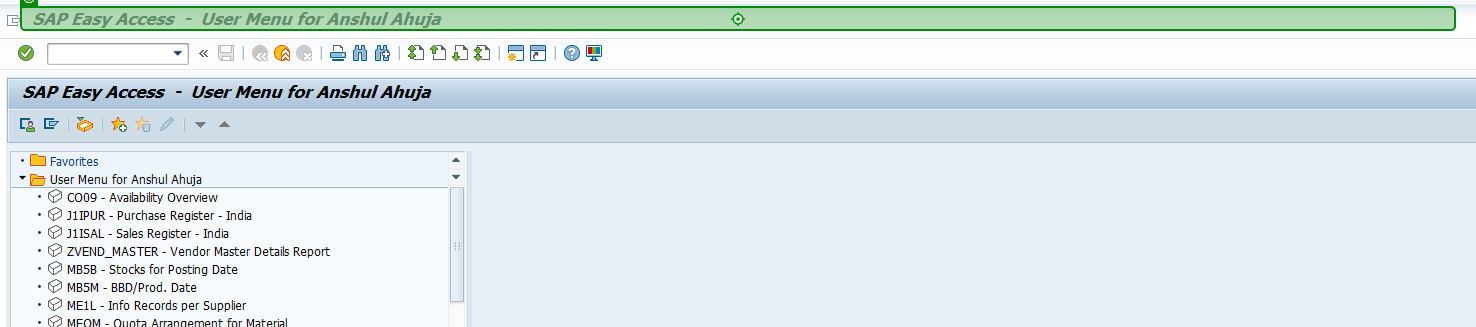 SAP Easy Access - User Menu for Anshul Ahuja
SAP Easy Access - User Menu for Anshul Ahuja
Favorites
User Menu for Anshul Ahuja
CO09 - Availability Overview
J1IPUR - Purchase Register - India
J1ISAL - Sales Register - India
ZVEND_MASTER - Vendor Master Details Report
MB5B - Stocks for Posting Date
MB5M - BBD/Prod. Date
ME1L - Info Records per Supplier
MEQM - Quota Arrangement for Material